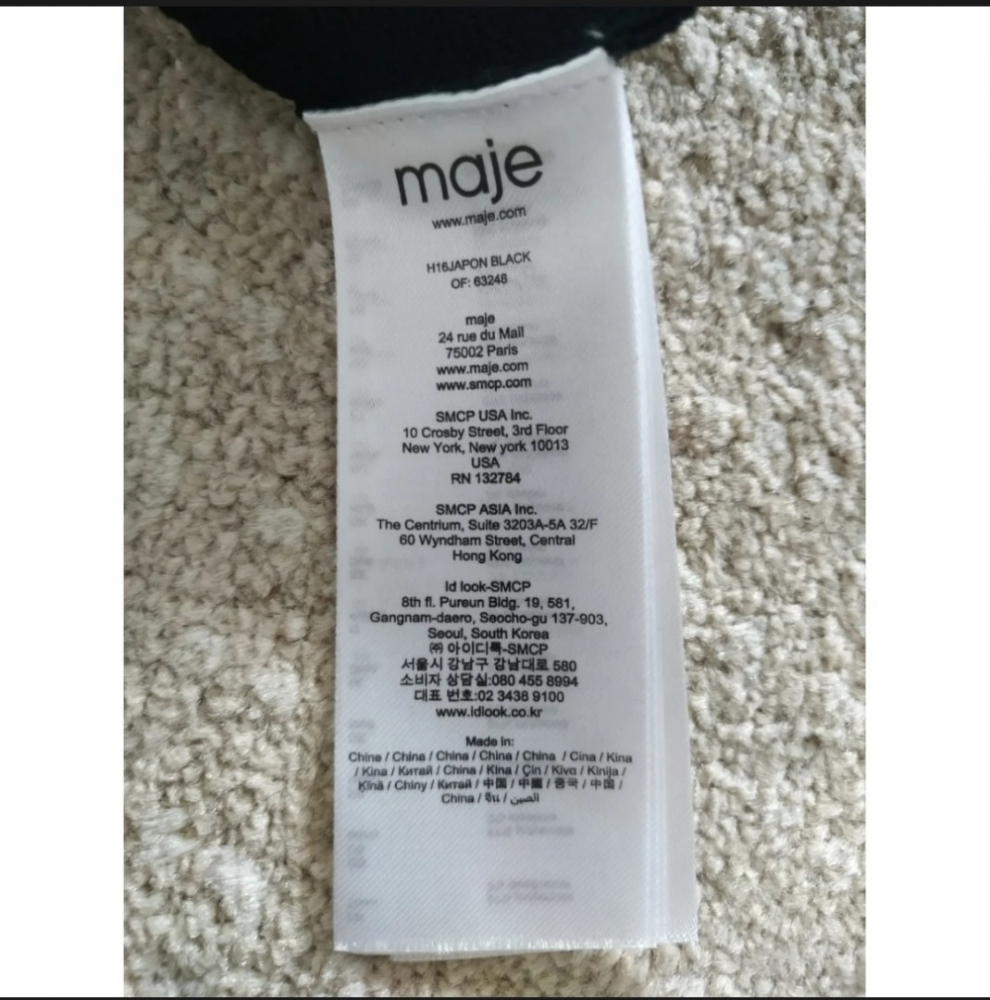 maje
www.maje.com
H16JAPON BLACK
OF: 63248
maje
24 rue du Mail
75002 Paris
www.maje.com
www.smcp.com
SMCP USA Inc.
10 Crosby Street, 3rd Floor
New York, New york 10013
USA
RN 132784
SMCP ASIA Inc.
The Centrium, Suite 3203A-5A 32/F
60 Wyndham Street, Central
Hong Kong
Id look-SMCP
8th fl. Pureun Bldg. 19, 581,
Gangnam-daero, Seocho-gu 137-903,
Seoul, South Korea
㈜ 아이디룩-SMCP
서울시 강남구 강남대로 580
소비자 상담실:080 455 8994
대표 번호:02 3438 9100
www.idlook.co.kr
Made in:
Chine / China / China / China / China / Cina / Kina
/ Kina / Китай / China / Kina / Çin / Kíva / Kinija /
Ķīnā / Chiny / Китай / 中国 / 中國 / 중국 / 中国 /
China / จีน / الصين